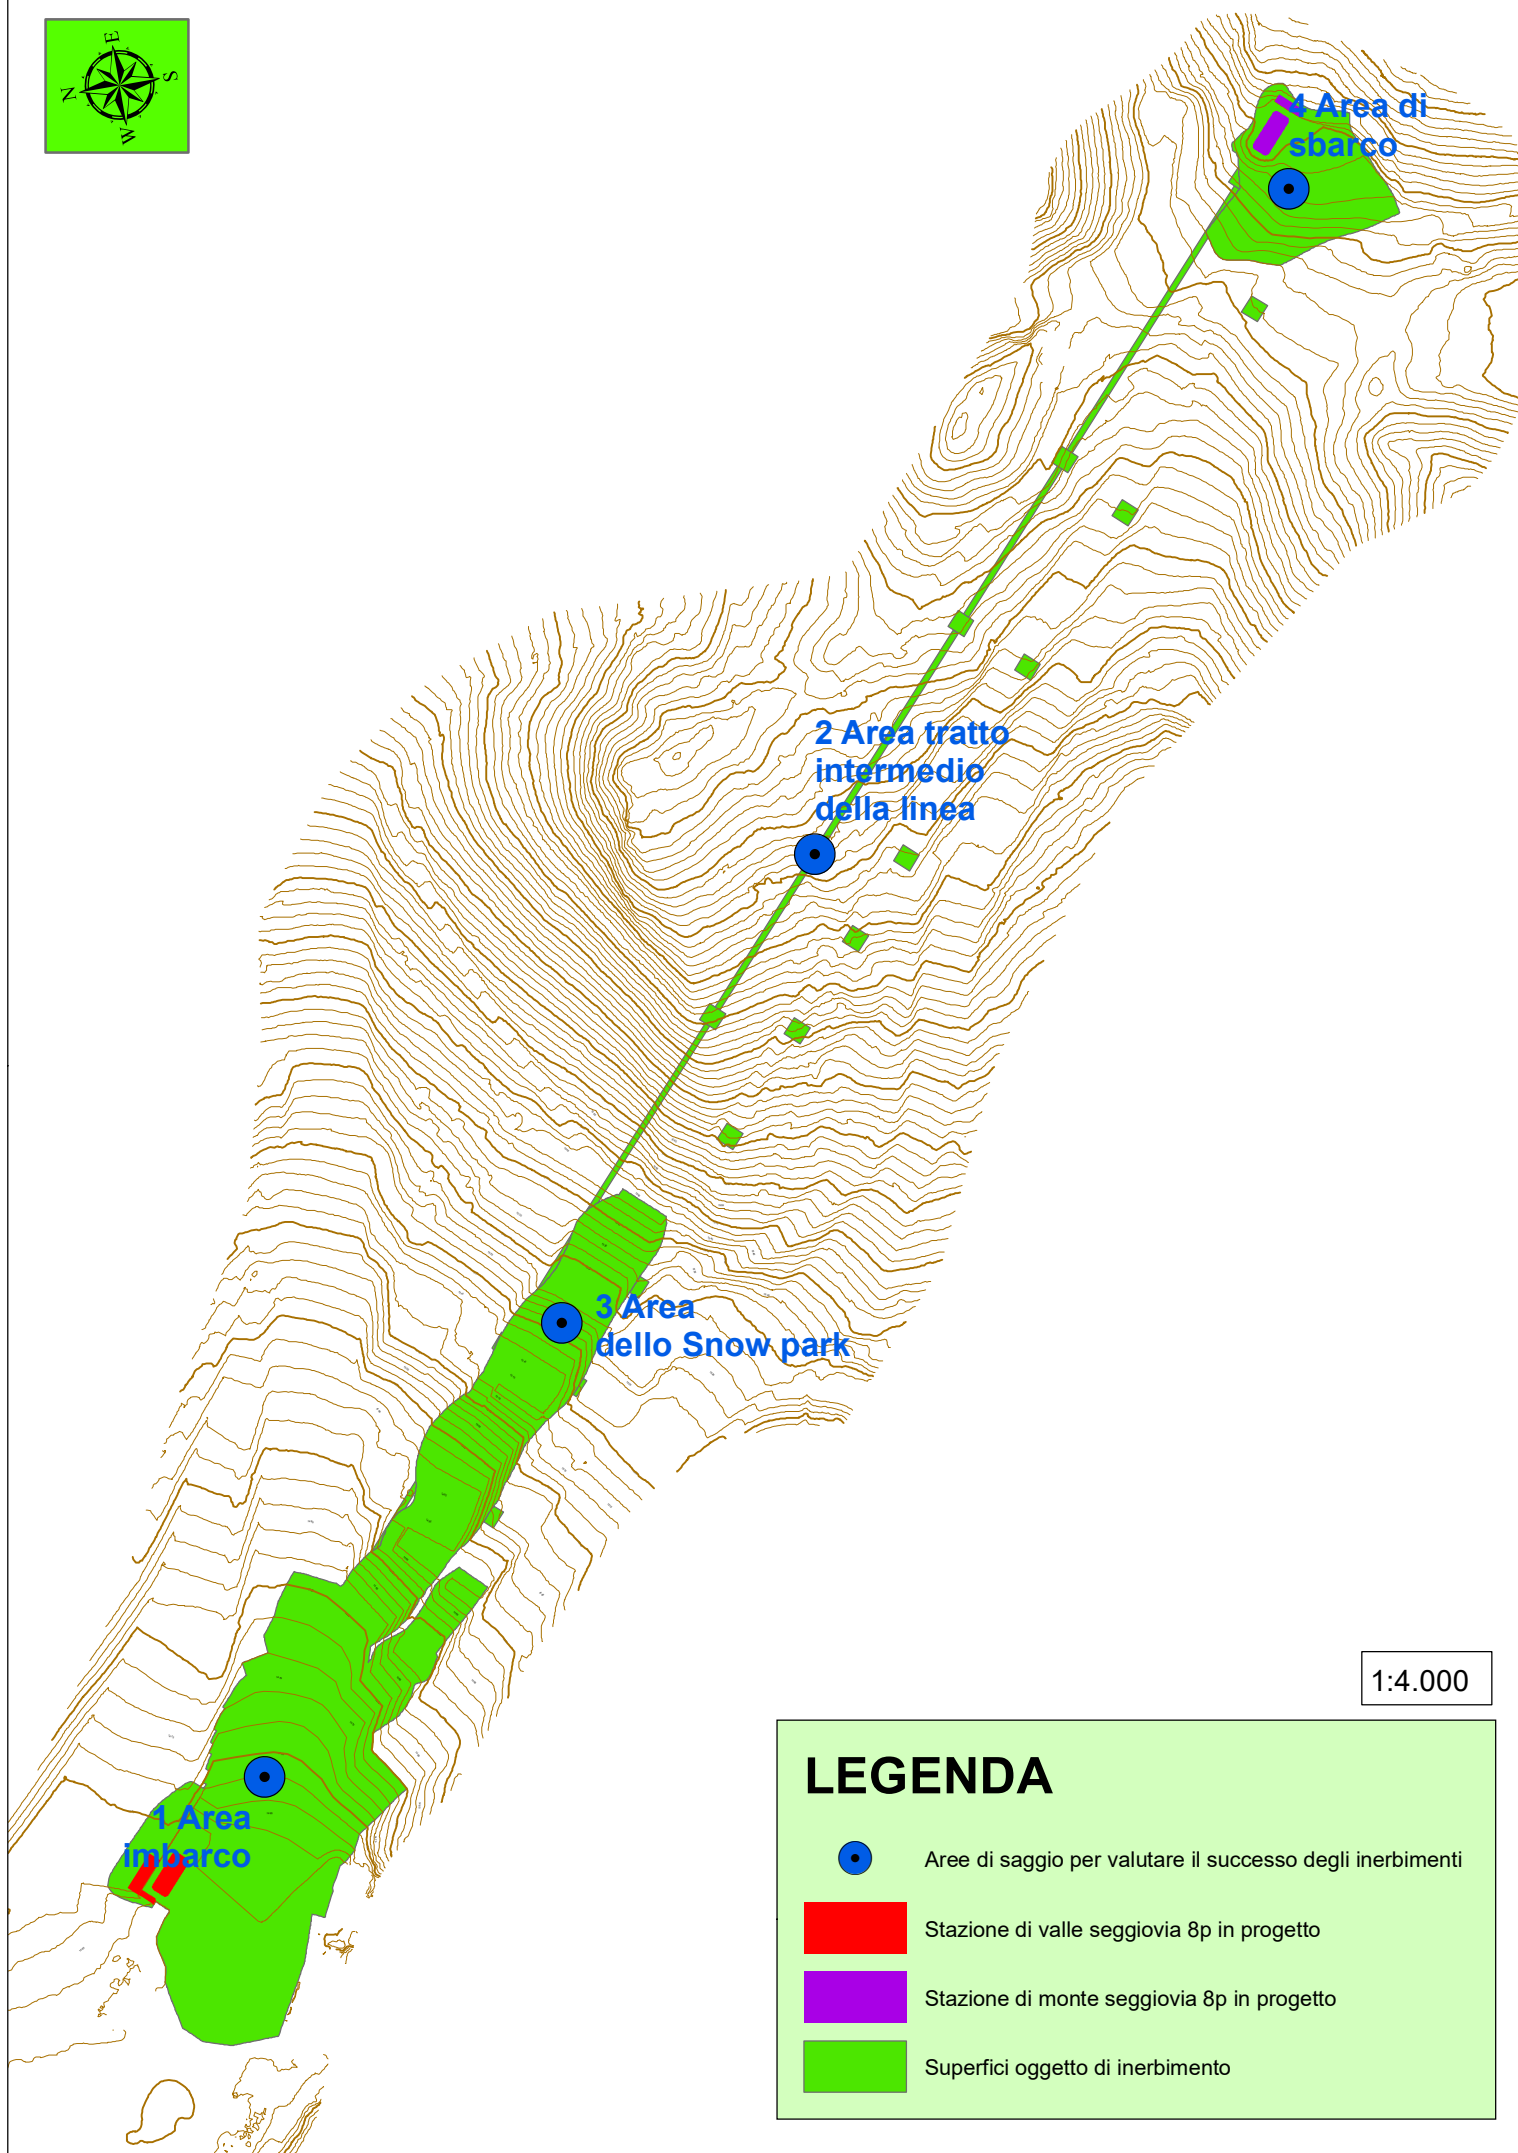 E
N
S
W
4 Area di
sbarco
2 Area tratto
intermedio
della linea
3 Area
dello Snow park
1 Area
imbarco
1:4.000
LEGENDA
Aree di saggio per valutare il successo degli inerbimenti
Stazione di valle seggiovia 8p in progetto
Stazione di monte seggiovia 8p in progetto
Superfici oggetto di inerbimento